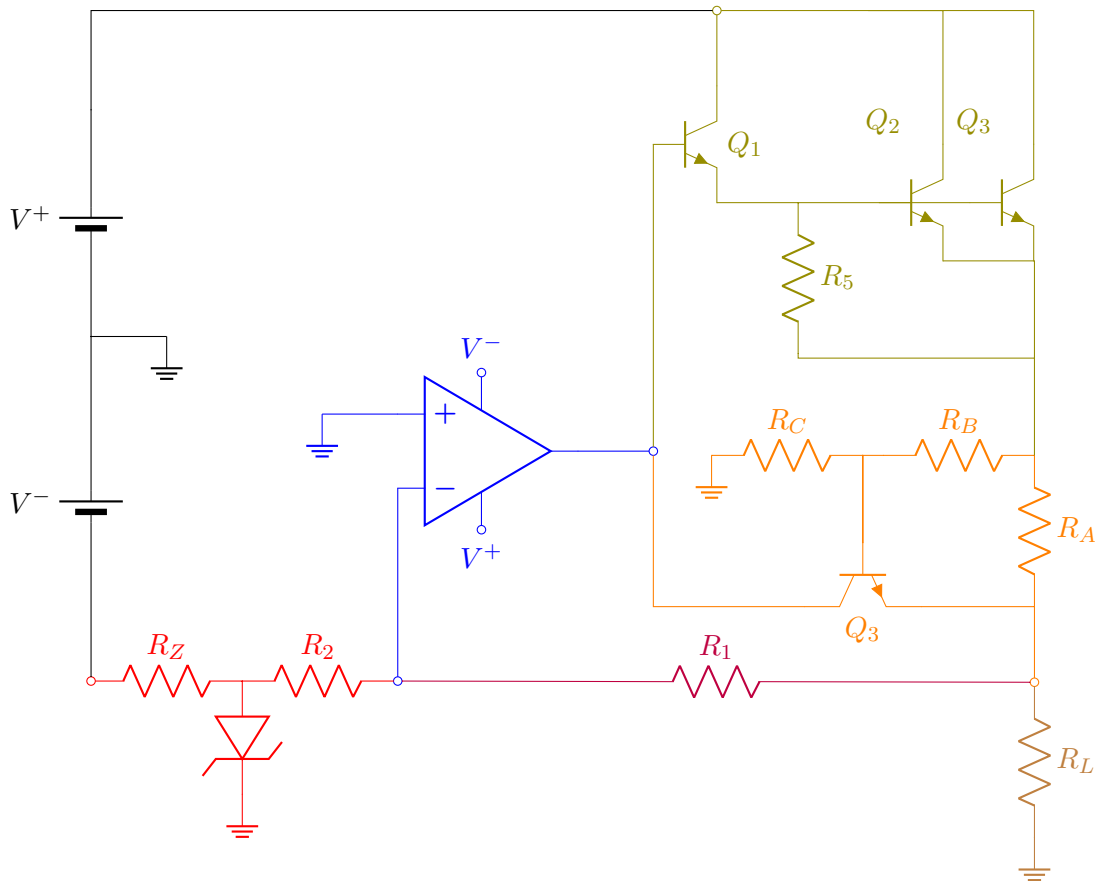 Q₂ Q₃
Q₁
V⁺
R₅
V⁻
+
R_C R_B
−
V⁻
R_A
V⁺
Q₃
R_Z R₂ R₁
R_L